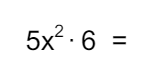 5x² · 6 =